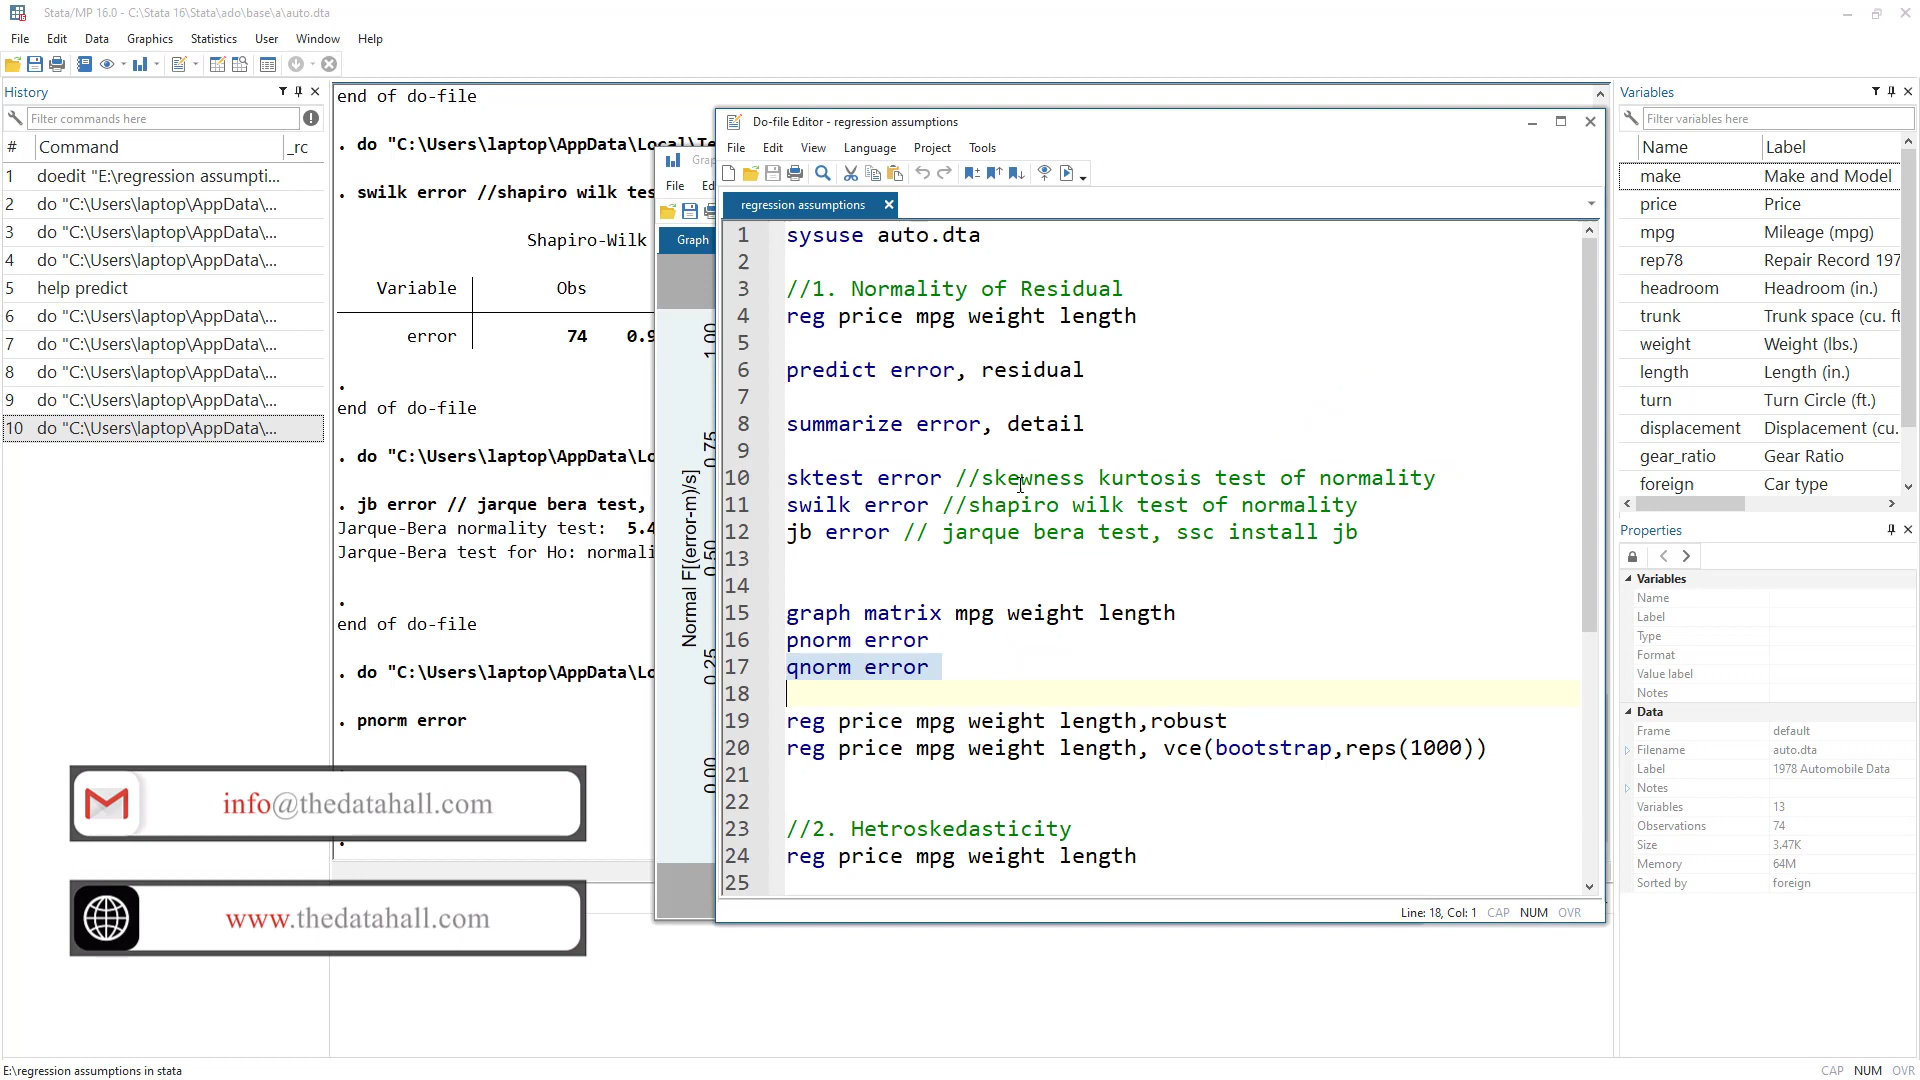 Stata/MP 16.0 - C:\Stata 16\Stata\ado\base\a\auto.dta
File Edit Data Graphics Statistics User Window Help
History
Filter commands here
# Command _rc
1 doedit "E:\regression assumpti...
2 do "C:\Users\laptop\AppData\...
3 do "C:\Users\laptop\AppData\...
4 do "C:\Users\laptop\AppData\...
5 help predict
6 do "C:\Users\laptop\AppData\...
7 do "C:\Users\laptop\AppData\...
8 do "C:\Users\laptop\AppData\...
9 do "C:\Users\laptop\AppData\...
10 do "C:\Users\laptop\AppData\...
end of do-file
. do "C:\Users\laptop\AppData\Local\Te
. swilk error //shapiro wilk tes
Shapiro-Wilk
Variable Obs
error 74 0.9
.
end of do-file
. do "C:\Users\laptop\AppData\Lo
. jb error // jarque bera test,
Jarque-Bera normality test: 5.4
Jarque-Bera test for Ho: normali
.
end of do-file
. do "C:\Users\laptop\AppData\Lo
. pnorm error
.
info@thedatahall.com
www.thedatahall.com
Grap
File Ed
Graph
Normal F[(error-m)/s]
0.00 0.25 0.50 0.75 1.00
Do-file Editor - regression assumptions
File Edit View Language Project Tools
regression assumptions
1 sysuse auto.dta
2
3 //1. Normality of Residual
4 reg price mpg weight length
5
6 predict error, residual
7
8 summarize error, detail
9
10 sktest error //skewness kurtosis test of normality
11 swilk error //shapiro wilk test of normality
12 jb error // jarque bera test, ssc install jb
13
14
15 graph matrix mpg weight length
16 pnorm error
17 qnorm error
18
19 reg price mpg weight length,robust
20 reg price mpg weight length, vce(bootstrap,reps(1000))
21
22
23 //2. Hetroskedasticity
24 reg price mpg weight length
25
Line: 18, Col: 1 CAP NUM OVR
Variables
Filter variables here
Name Label
make Make and Model
price Price
mpg Mileage (mpg)
rep78 Repair Record 197
headroom Headroom (in.)
trunk Trunk space (cu. ft
weight Weight (lbs.)
length Length (in.)
turn Turn Circle (ft.)
displacement Displacement (cu.
gear_ratio Gear Ratio
foreign Car type
Properties
Variables
Name
Label
Type
Format
Value label
Notes
Data
Frame default
Filename auto.dta
Label 1978 Automobile Data
Notes
Variables 13
Observations 74
Size 3.47K
Memory 64M
Sorted by foreign
E:\regression assumptions in stata
CAP NUM OVR